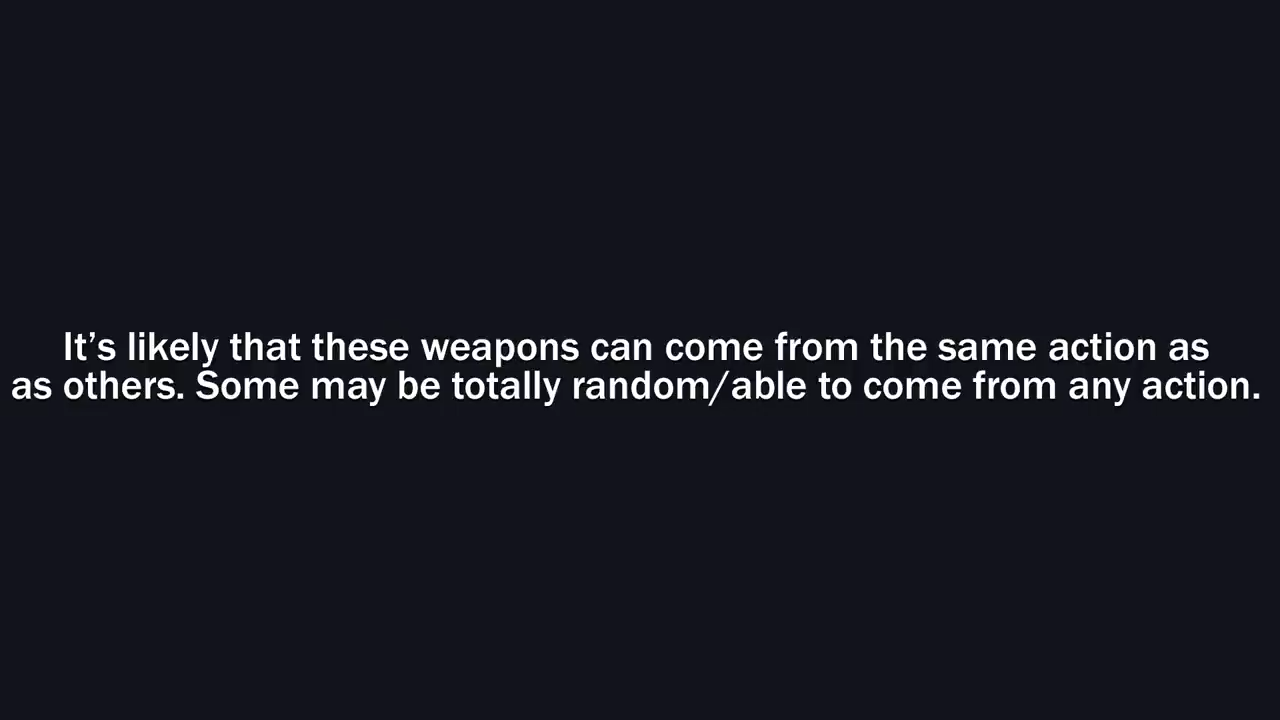 It’s likely that these weapons can come from the same action as
as others. Some may be totally random/able to come from any action.